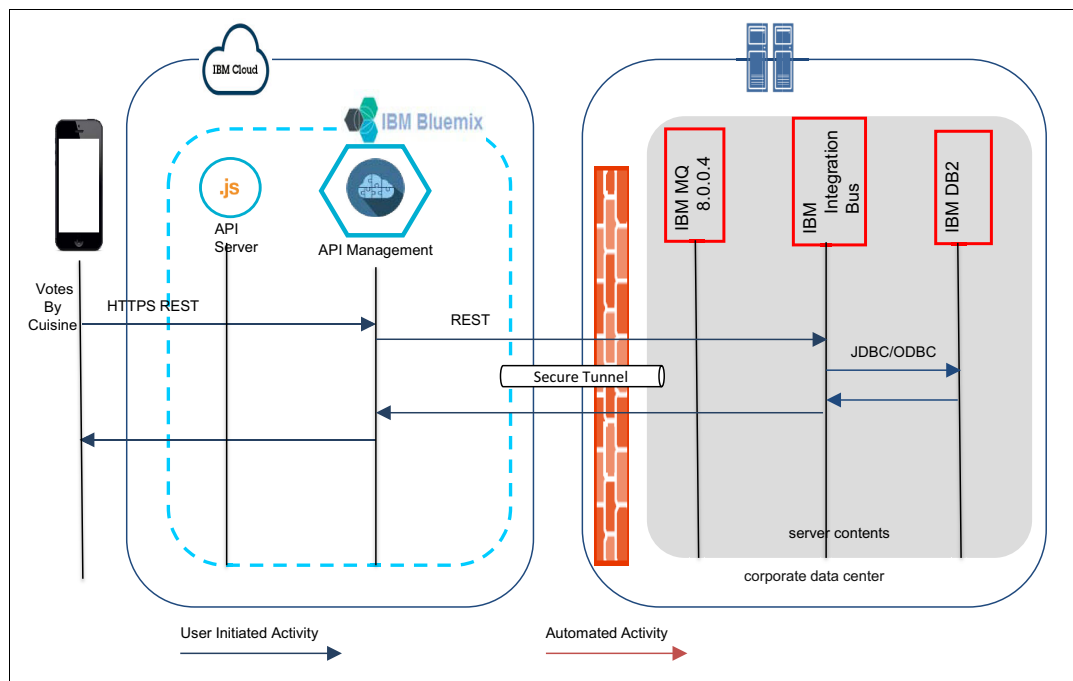 IBM Cloud
IBM Bluemix
.js
API
Server
API Management
IBM MQ
8.0.0.4
IBM
Integration
Bus
IBM DB2
Votes
By
Cuisine
HTTPS REST
REST
JDBC/ODBC
Secure Tunnel
server contents
corporate data center
User Initiated Activity
Automated Activity